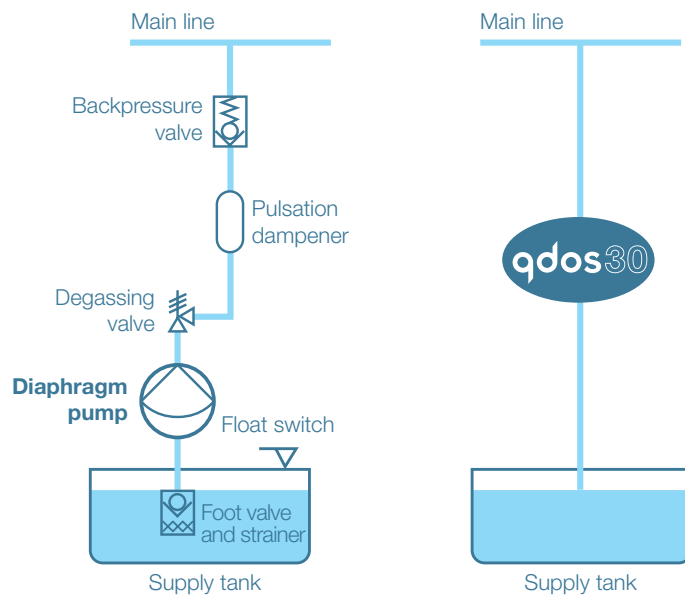 Main line
Backpressure
valve
Pulsation
dampener
Degassing
valve
Diaphragm
pump
Float switch
Foot valve
and strainer
Supply tank
Main line
qdos30
Supply tank